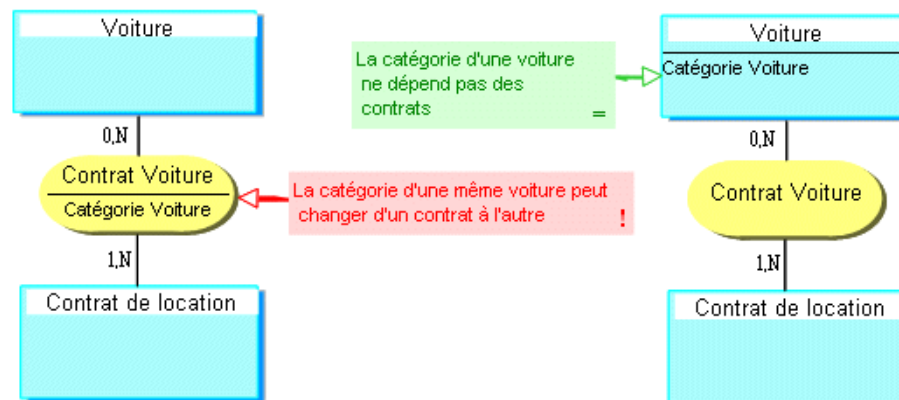 Voiture
0,N
Contrat Voiture
Catégorie Voiture
1,N
Contrat de location
La catégorie d'une voiture
ne dépend pas des
contrats
=
La catégorie d'une même voiture peut
changer d'un contrat à l'autre
!
Voiture
Catégorie Voiture
0,N
Contrat Voiture
1,N
Contrat de location